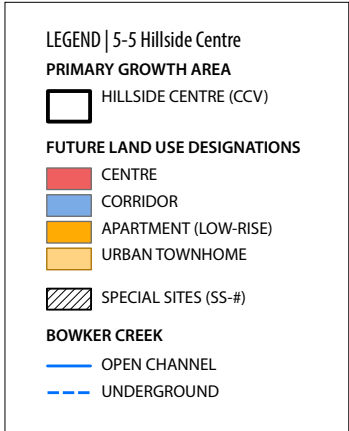 LEGEND | 5-5 Hillside Centre
PRIMARY GROWTH AREA
HILLSIDE CENTRE (CCV)
FUTURE LAND USE DESIGNATIONS
CENTRE
CORRIDOR
APARTMENT (LOW-RISE)
URBAN TOWNHOME
SPECIAL SITES (SS-#)
BOWKER CREEK
OPEN CHANNEL
UNDERGROUND